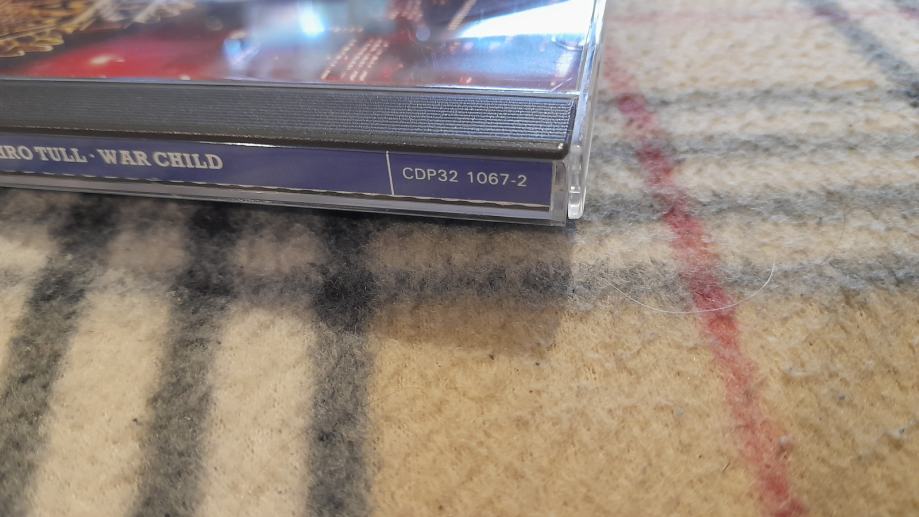 HRO TULL · WAR CHILD
CDP32 1067-2